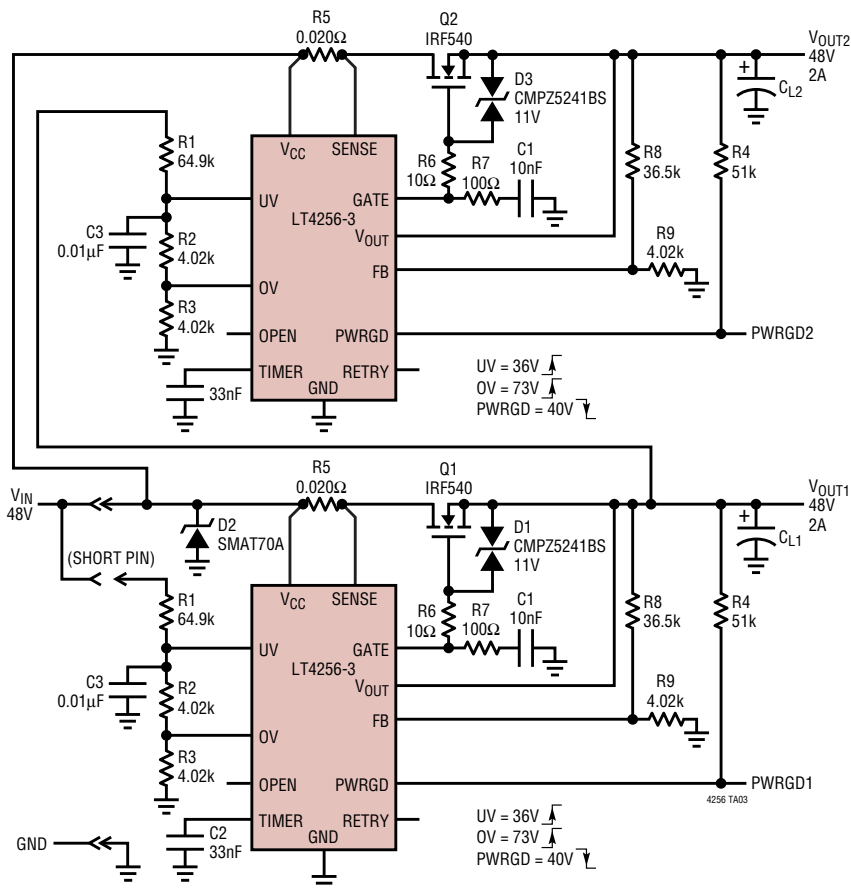 R5
0.020Ω
Q2
IRF540
VOUT2
48V
2A
D3
CMPZ5241BS
11V
CL2
+
R1
64.9k
VCC
SENSE
R6
10Ω
R7
100Ω
C1
10nF
R8
36.5k
R4
51k
UV
GATE
LT4256-3
VOUT
C3
0.01µF
R2
4.02k
FB
R9
4.02k
OV
R3
4.02k
OPEN
PWRGD
PWRGD2
TIMER
RETRY
33nF
GND
UV = 36V
OV = 73V
PWRGD = 40V
VIN
48V
R5
0.020Ω
Q1
IRF540
VOUT1
48V
2A
D2
SMAT70A
D1
CMPZ5241BS
11V
CL1
+
(SHORT PIN)
R1
64.9k
VCC
SENSE
R6
10Ω
R7
100Ω
C1
10nF
R8
36.5k
R4
51k
UV
GATE
LT4256-3
VOUT
C3
0.01µF
R2
4.02k
FB
R9
4.02k
OV
R3
4.02k
OPEN
PWRGD
PWRGD1
4256 TA03
TIMER
RETRY
C2
33nF
GND
UV = 36V
OV = 73V
PWRGD = 40V
GND